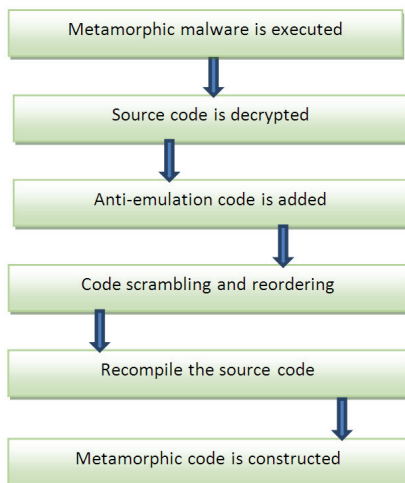 Metamorphic malware is executed
Source code is decrypted
Anti-emulation code is added
Code scrambling and reordering
Recompile the source code
Metamorphic code is constructed